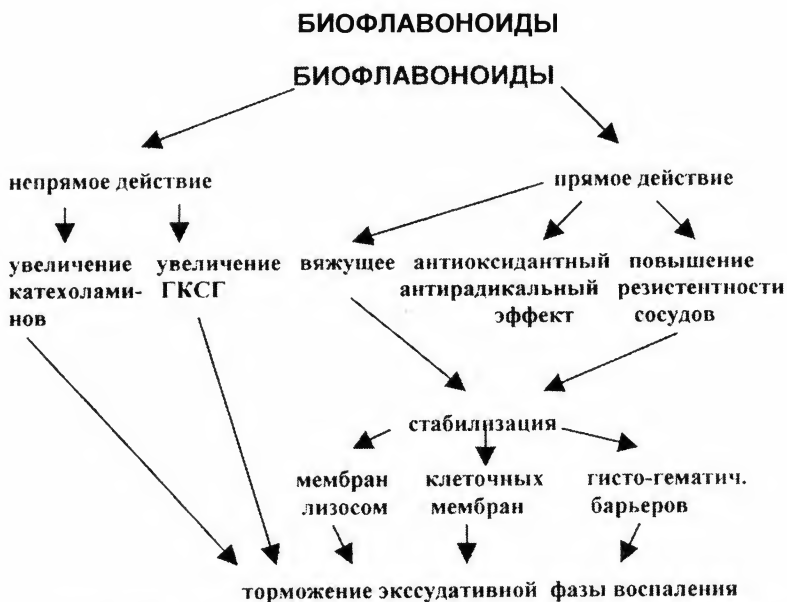 БИОФЛАВОНОИДЫ
БИОФЛАВОНОИДЫ
непрямое действие прямое действие
увеличение увеличение вяжущее антиоксидантный повышение
катехолами- ГКСГ антирадикальный резистентности
нов эффект сосудов
стабилизация
мембран клеточных гисто-гематич.
лизосом мембран барьеров
торможение экссудативной фазы воспаления